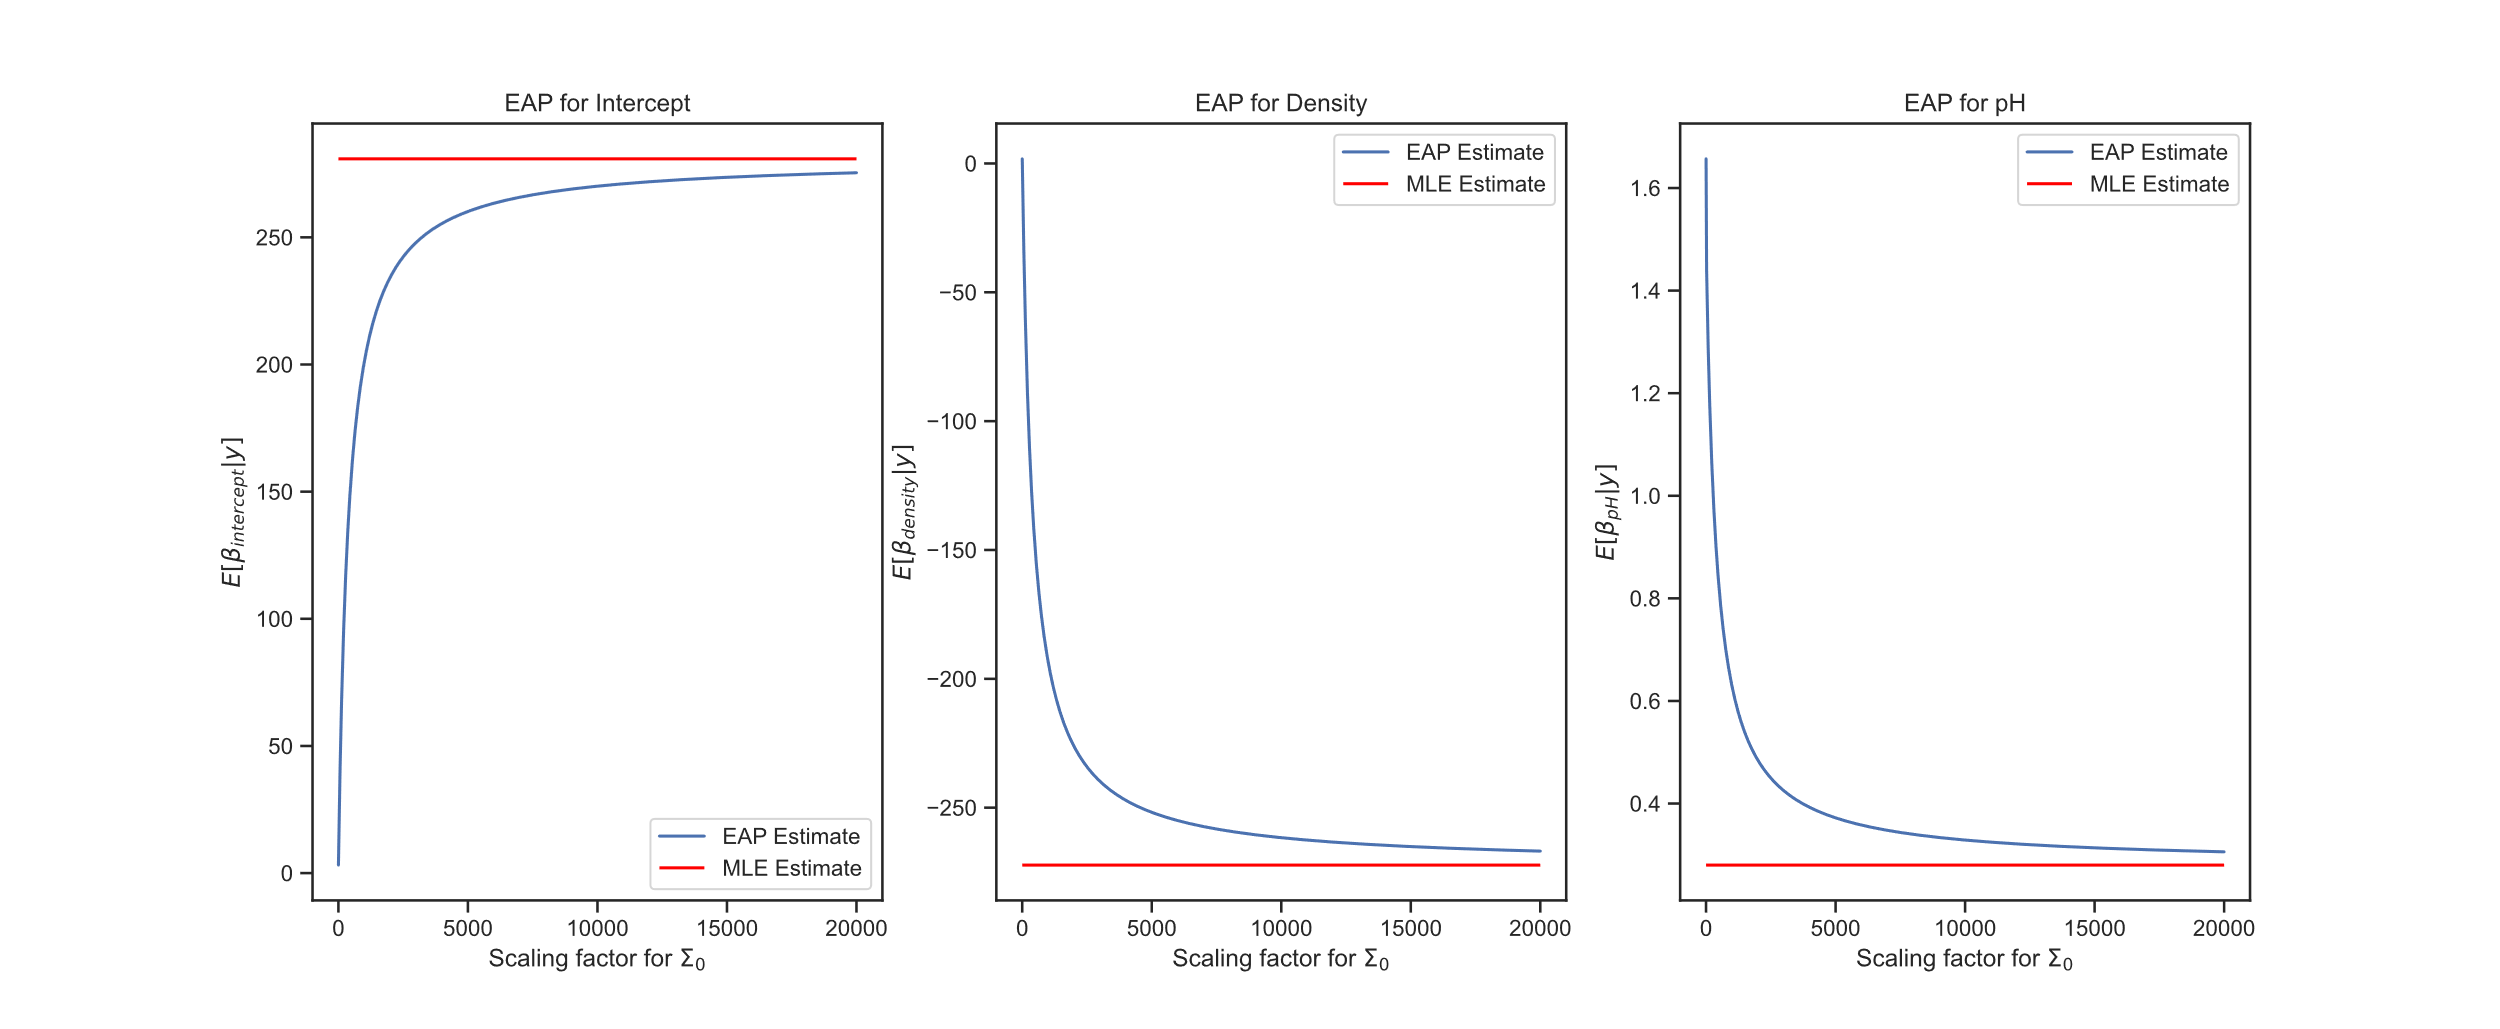 EAP for Intercept
250
200
150
100
50
0
E[β_intercept|y]
EAP Estimate
MLE Estimate
0 5000 10000 15000 20000
Scaling factor for Σ₀
EAP for Density
0
−50
−100
−150
−200
−250
E[β_density|y]
EAP Estimate
MLE Estimate
0 5000 10000 15000 20000
Scaling factor for Σ₀
EAP for pH
1.6
1.4
1.2
1.0
0.8
0.6
0.4
E[β_pH|y]
EAP Estimate
MLE Estimate
0 5000 10000 15000 20000
Scaling factor for Σ₀